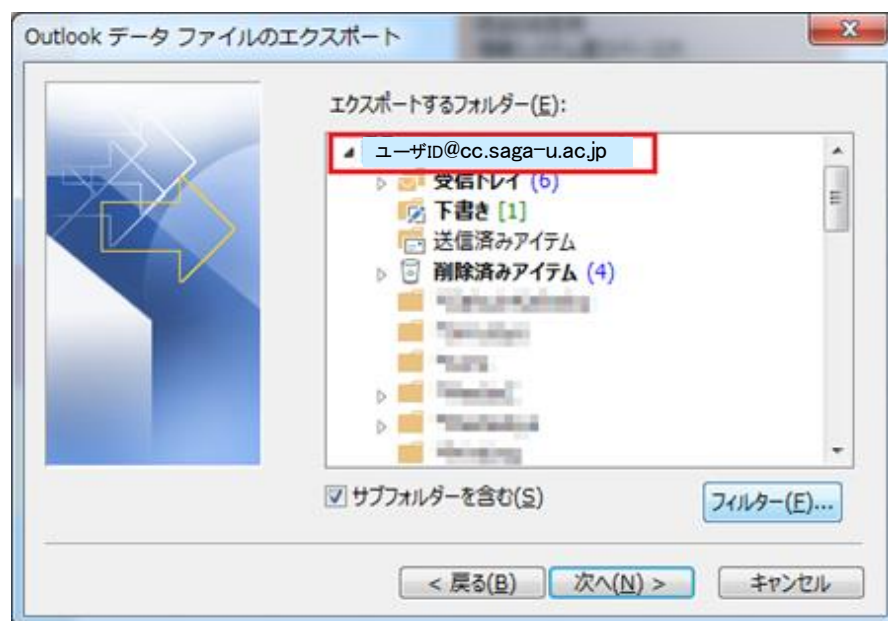 Outlook データ ファイルのエクスポート
エクスポートするフォルダー(E):
ユーザID@cc.saga-u.ac.jp
受信トレイ (6)
下書き [1]
送信済みアイテム
削除済みアイテム (4)
サブフォルダーを含む(S)
フィルター(F)...
< 戻る(B) 次へ(N) > キャンセル